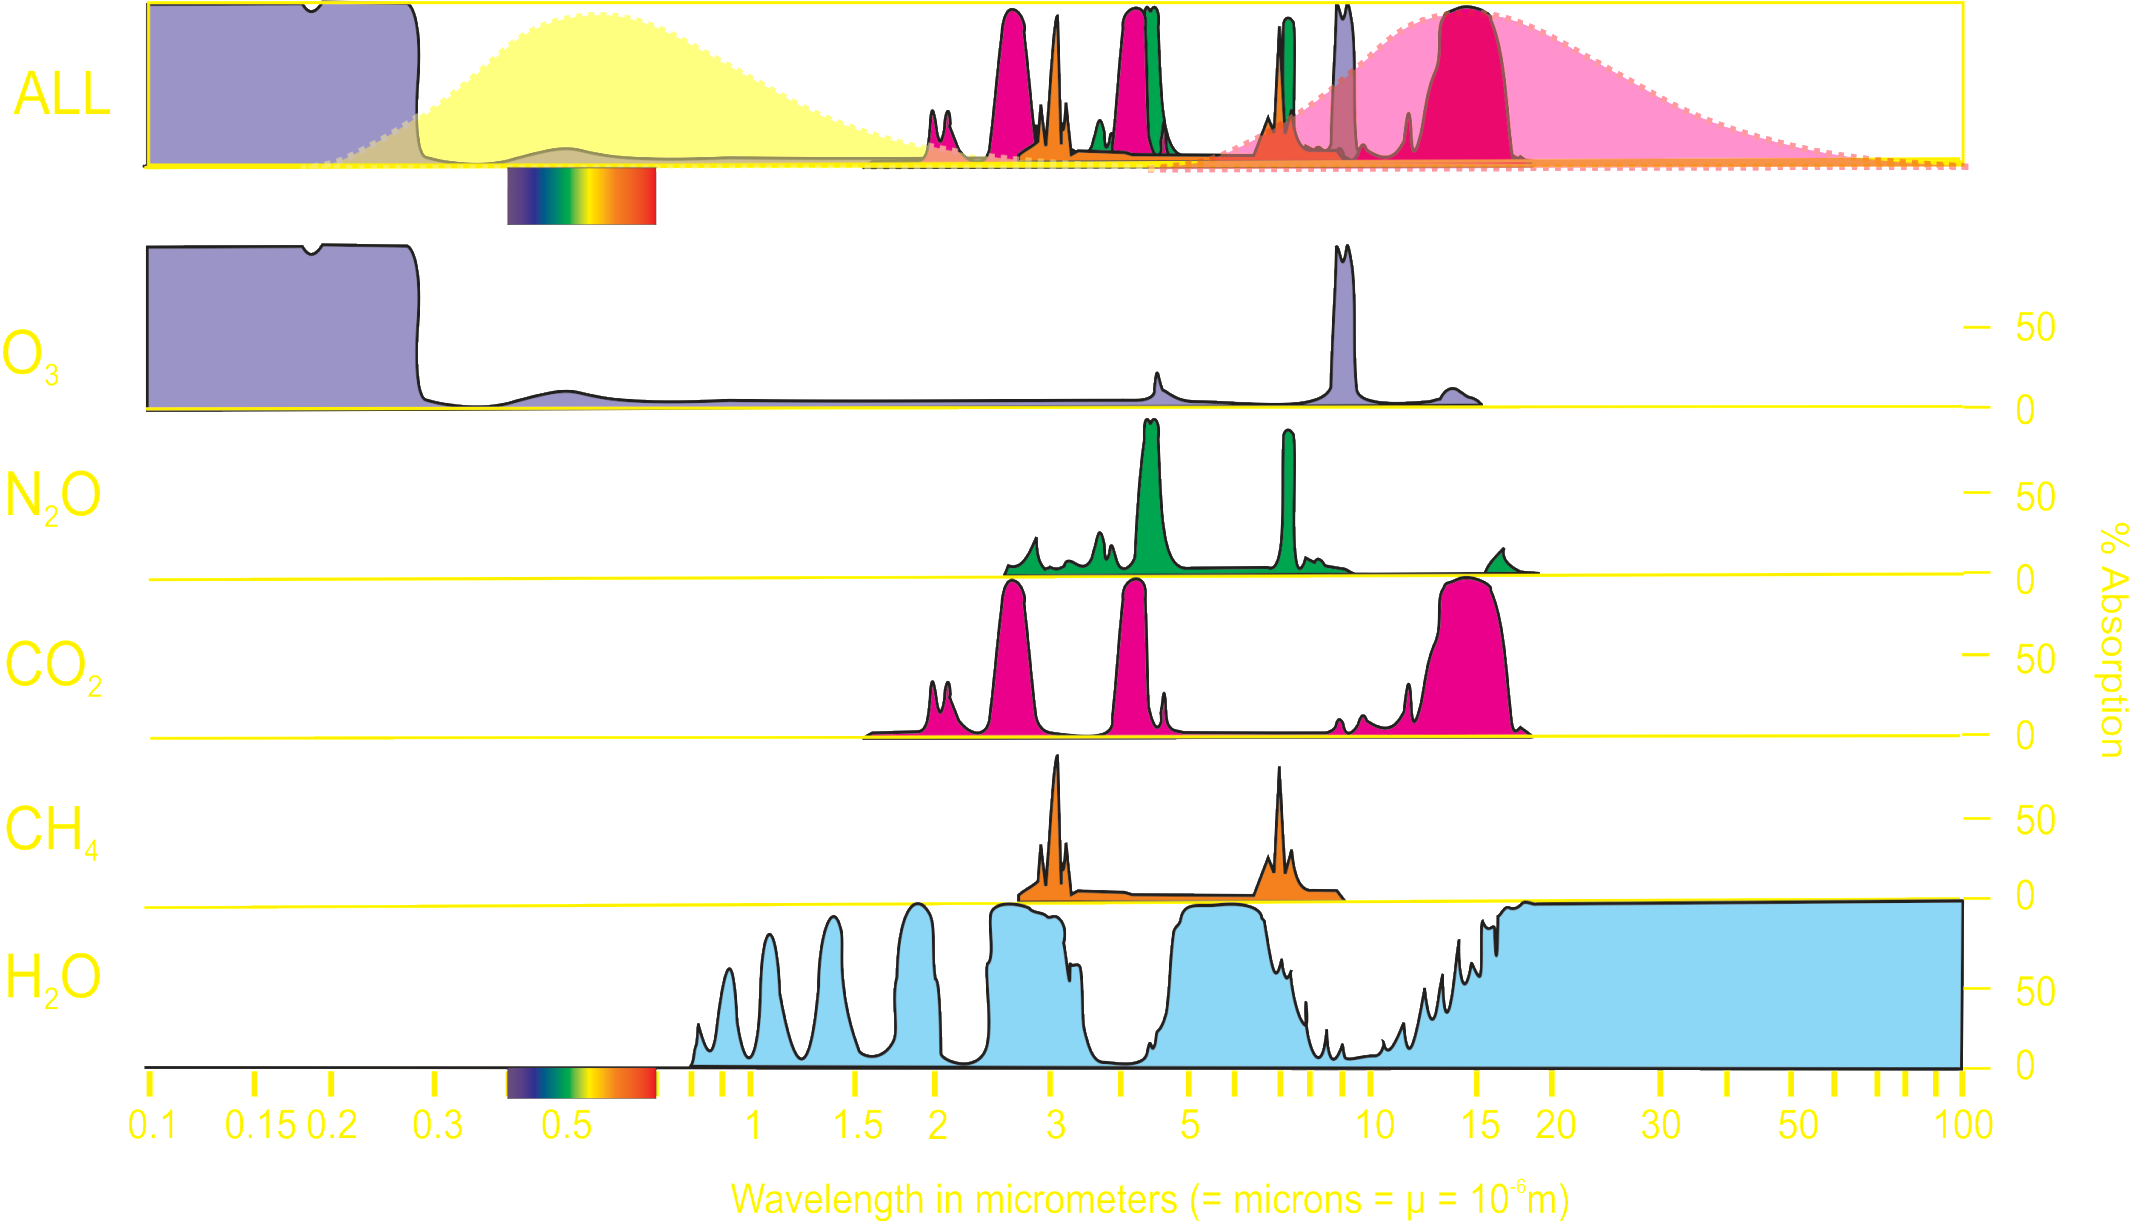 ALL
O₃
50
0
N₂O
50
0
CO₂
50
0
CH₄
50
0
H₂O
50
0
% Absorption
0.1 0.15 0.2 0.3 0.5 1 1.5 2 3 5 10 15 20 30 50 100
Wavelength in micrometers (= microns = μ = 10⁻⁶m)